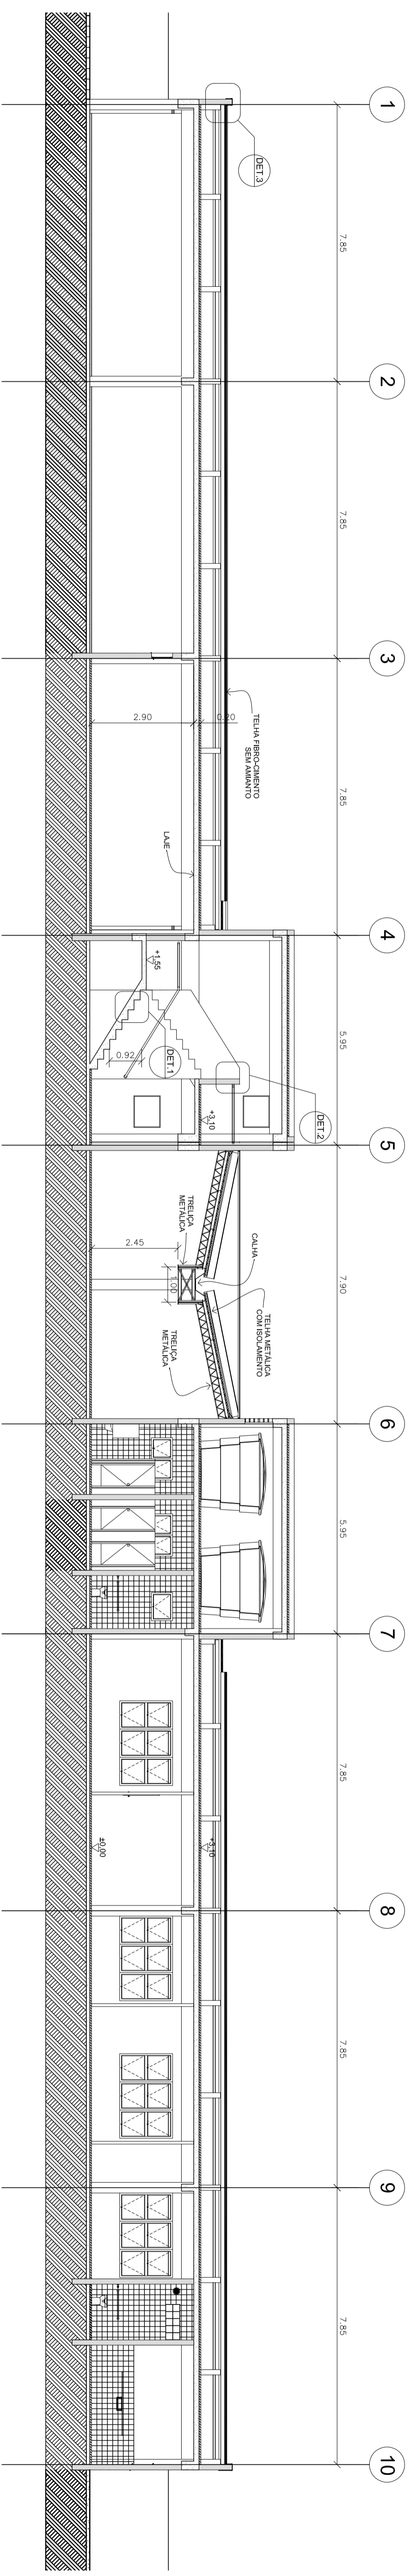 1
2
3
4
5
6
7
8
9
10
7.85
7.85
7.85
5.95
7.90
5.95
7.85
7.85
7.85
DET.3
TELHA FIBRO-CIMENTO
SEM AMIANTO
0.20
2.90
LAJE
+1.55
0.92
DET.1
DET.2
+3.10
TRELIÇA
METÁLICA
CALHA
TELHA METÁLICA
COM ISOLAMENTO
2.45
1.00
TRELIÇA
METÁLICA
+3.10
±0.00